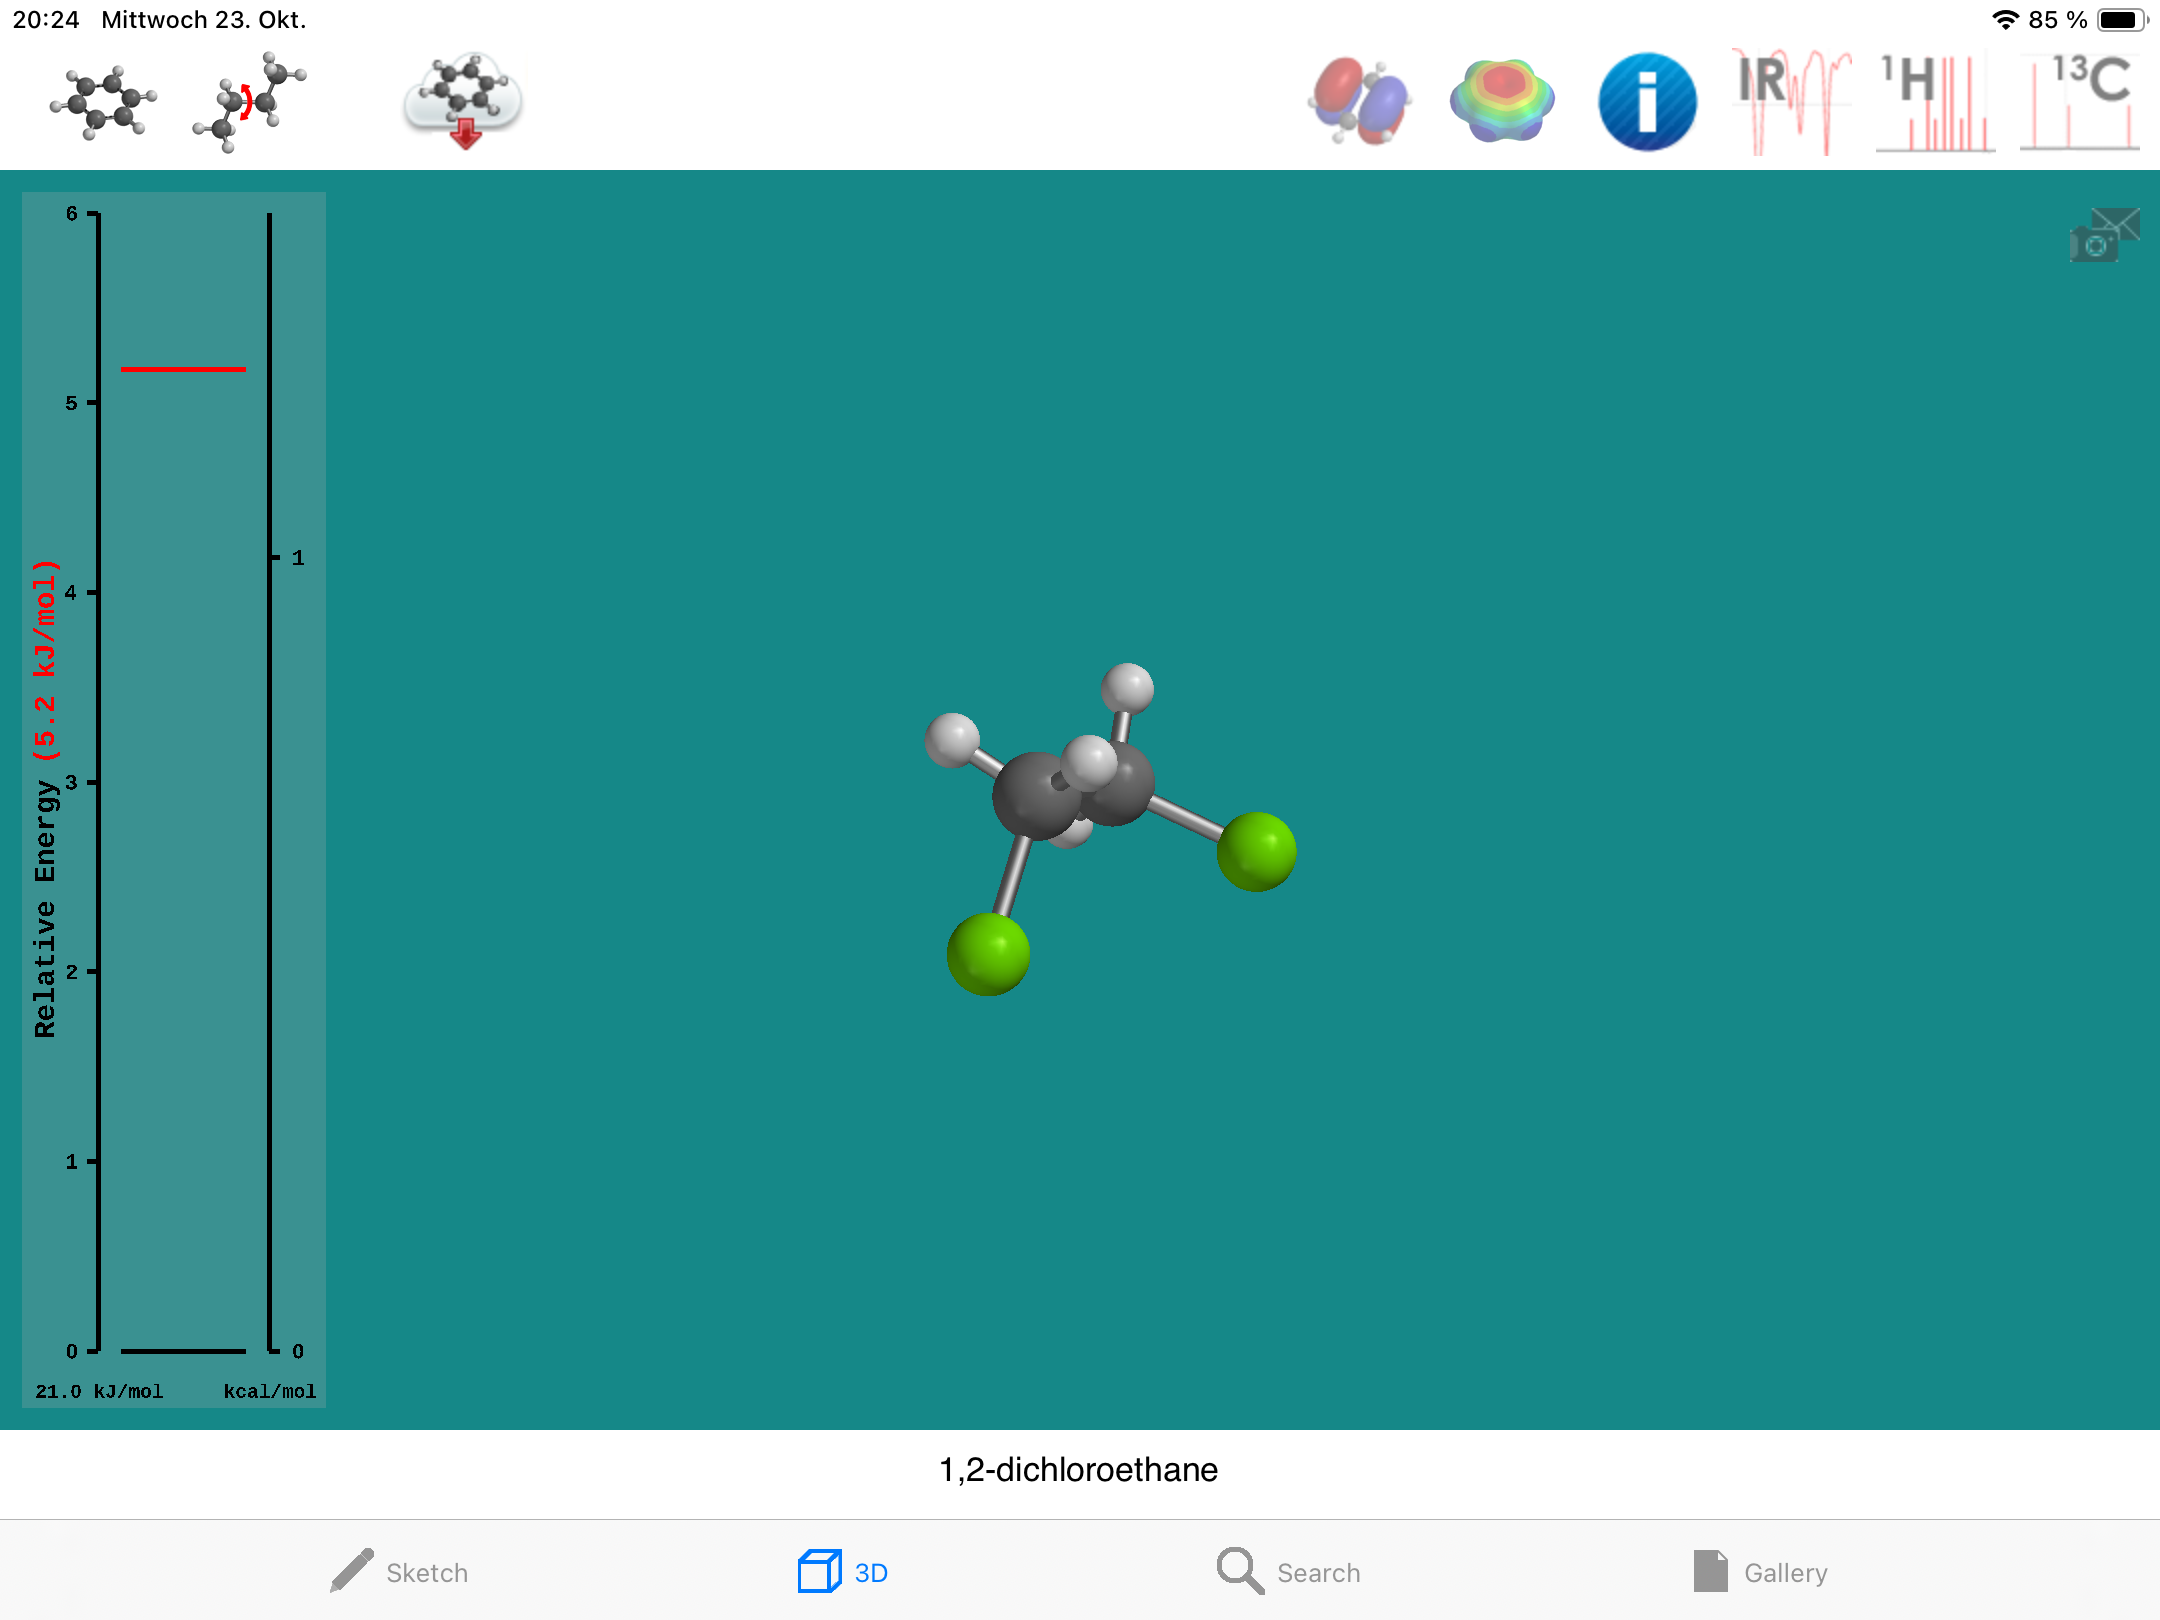 20:24 Mittwoch 23. Okt.
85 %
IR
1H
13C
6
5
4
3
2
1
0
1
0
Relative Energy (5.2 kJ/mol)
21.0 kJ/mol kcal/mol
1,2-dichloroethane
Sketch
3D
Search
Gallery